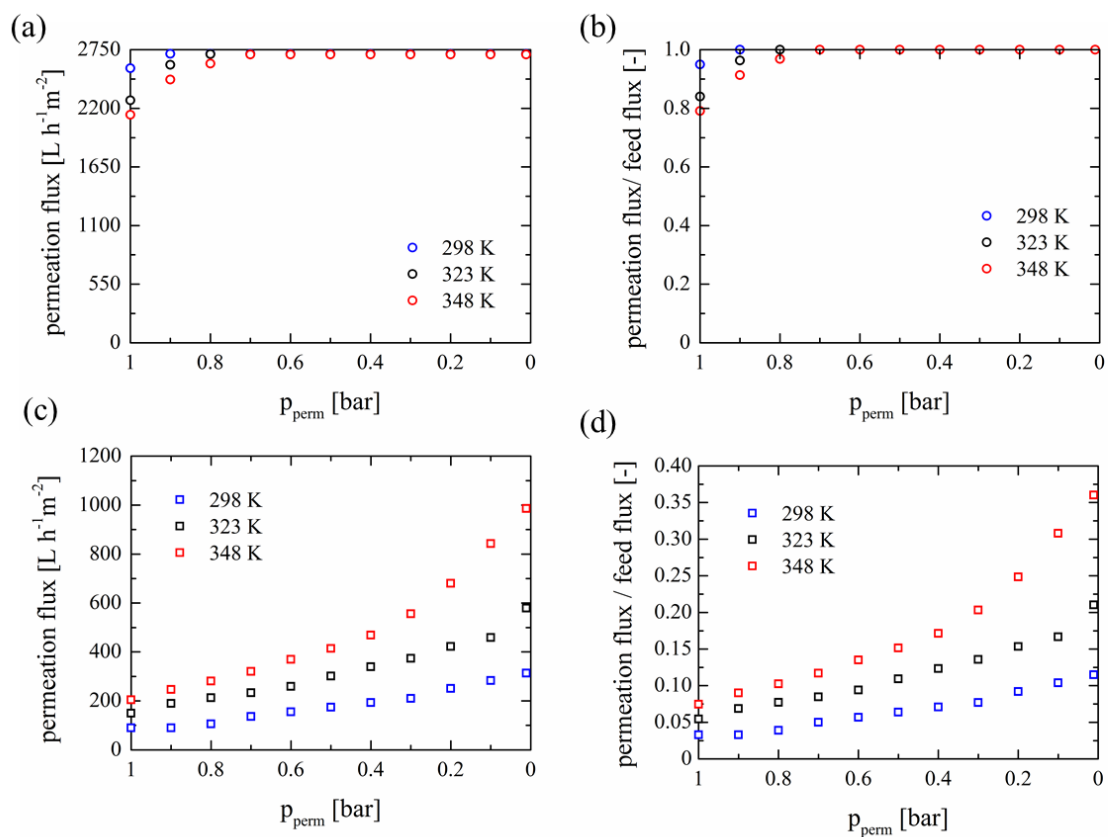 (a)
permeation flux [L h⁻¹m⁻²]
2750
2200
1650
1100
550
0
298 K
323 K
348 K
1
0.8
0.6
0.4
0.2
0
p_perm [bar]
(b)
permeation flux/ feed flux [-]
1.0
0.8
0.6
0.4
0.2
0
298 K
323 K
348 K
1
0.8
0.6
0.4
0.2
0
p_perm [bar]
(c)
permeation flux [L h⁻¹m⁻²]
1200
1000
800
600
400
200
0
298 K
323 K
348 K
1
0.8
0.6
0.4
0.2
0
p_perm [bar]
(d)
permeation flux / feed flux [-]
0.40
0.35
0.30
0.25
0.20
0.15
0.10
0.05
0
298 K
323 K
348 K
1
0.8
0.6
0.4
0.2
0
p_perm [bar]